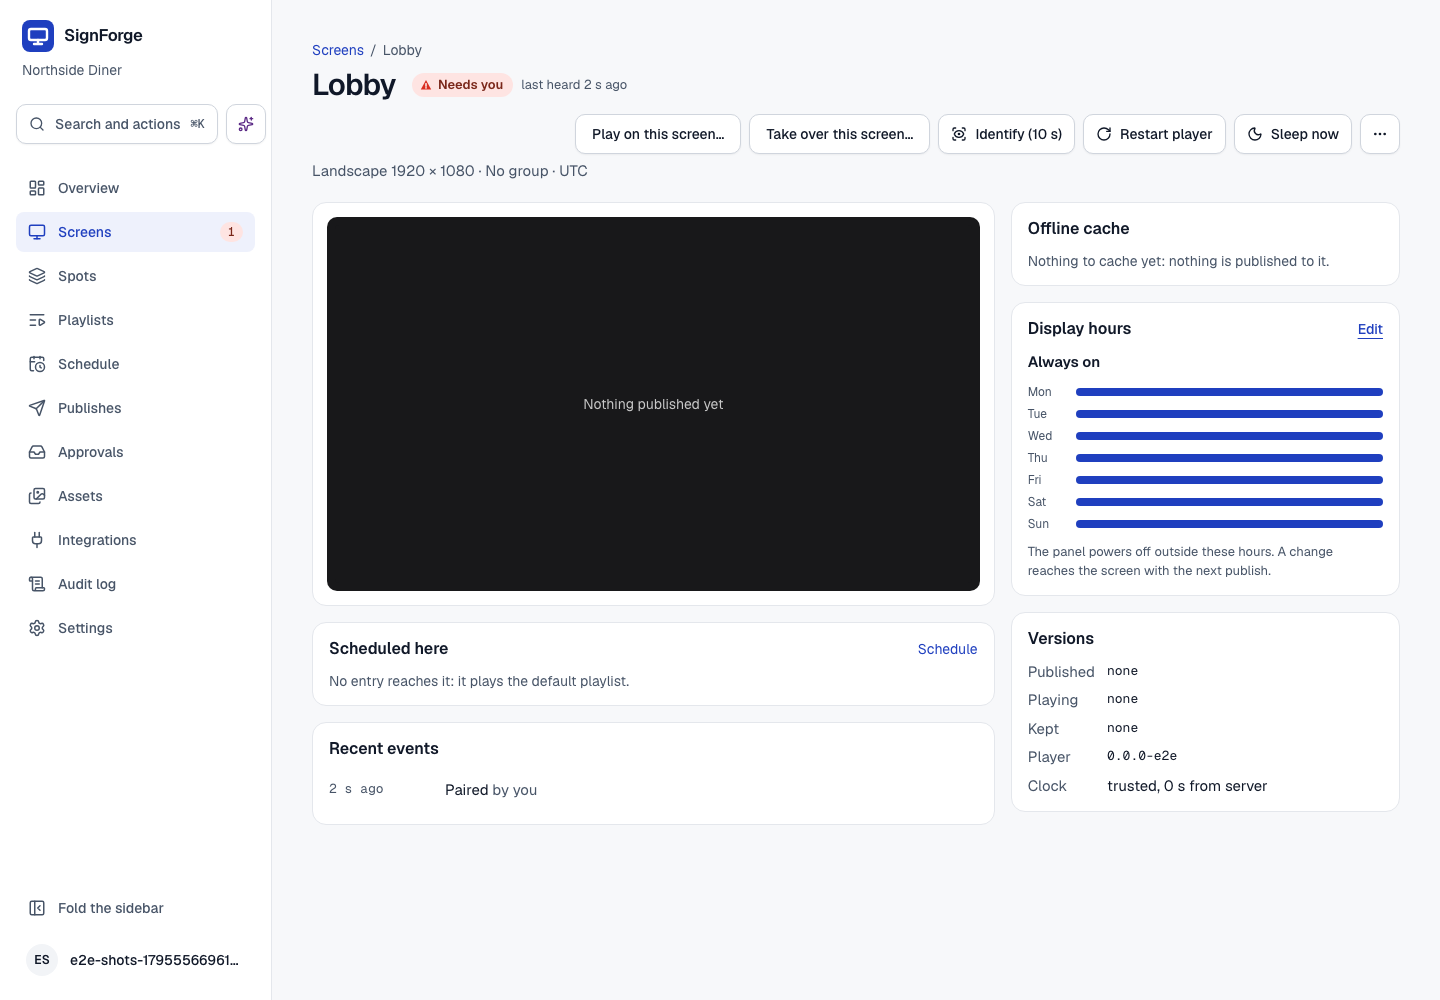 SignForge
Northside Diner
Search and actions ⌘K
Overview
Screens 1
Spots
Playlists
Schedule
Publishes
Approvals
Assets
Integrations
Audit log
Settings
Fold the sidebar
ES e2e-shots-17955566961…
Screens / Lobby
Lobby Needs you last heard 2 s ago
Play on this screen… Take over this screen… Identify (10 s) Restart player Sleep now
Landscape 1920 × 1080 · No group · UTC
Nothing published yet
Scheduled here Schedule
No entry reaches it: it plays the default playlist.
Recent events
2 s ago Paired by you
Offline cache
Nothing to cache yet: nothing is published to it.
Display hours Edit
Always on
Mon
Tue
Wed
Thu
Fri
Sat
Sun
The panel powers off outside these hours. A change
reaches the screen with the next publish.
Versions
Published none
Playing none
Kept none
Player 0.0.0-e2e
Clock trusted, 0 s from server